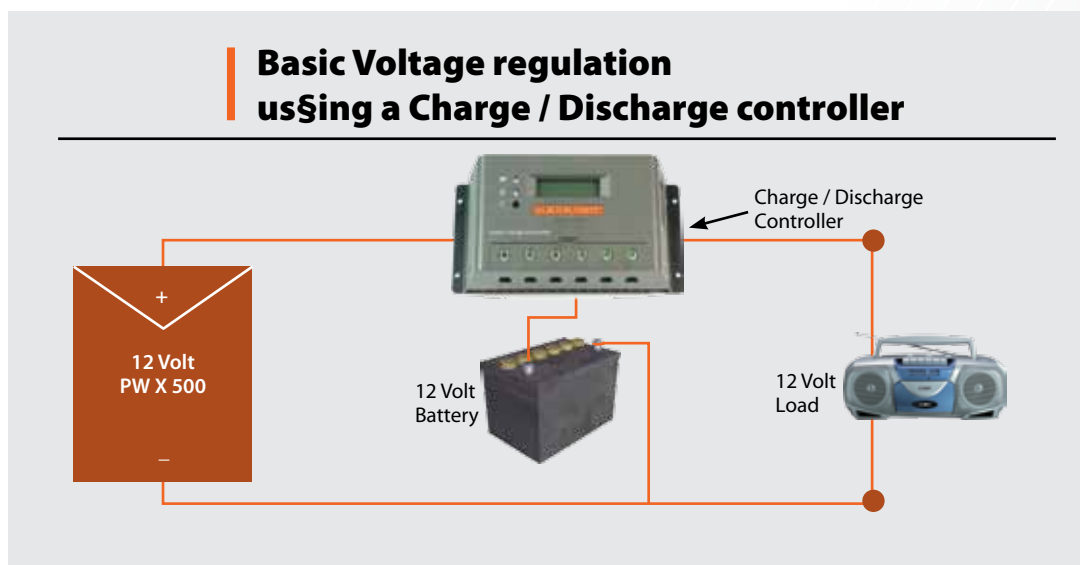 Basic Voltage regulation
us§ing a Charge / Discharge controller
Charge / Discharge
Controller
+
12 Volt
PW X 500
–
12 Volt
Battery
12 Volt
Load